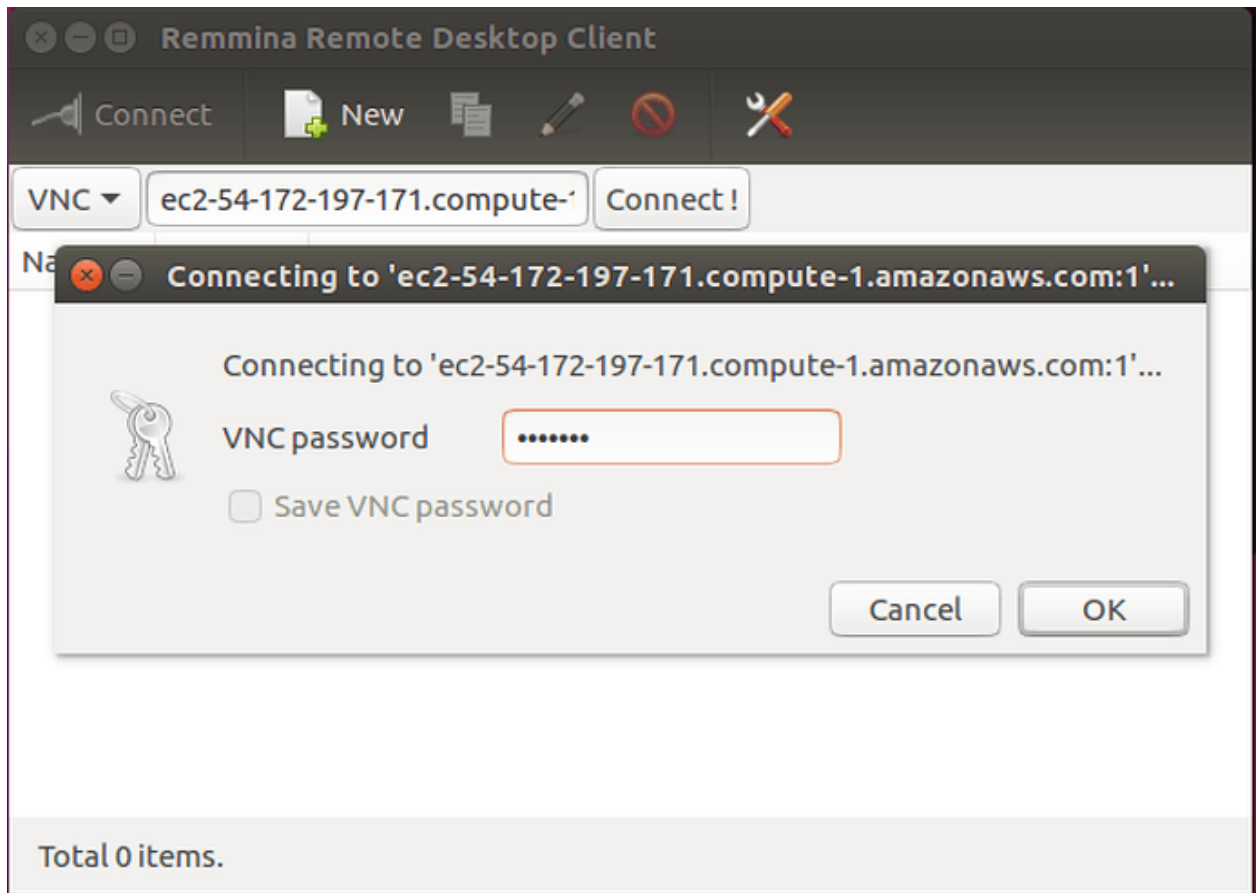 Remmina Remote Desktop Client
Connect New
VNC ec2-54-172-197-171.compute- Connect !
Na
Connecting to 'ec2-54-172-197-171.compute-1.amazonaws.com:1'...
Connecting to 'ec2-54-172-197-171.compute-1.amazonaws.com:1'...
VNC password •••••••
Save VNC password
Cancel OK
Total 0 items.